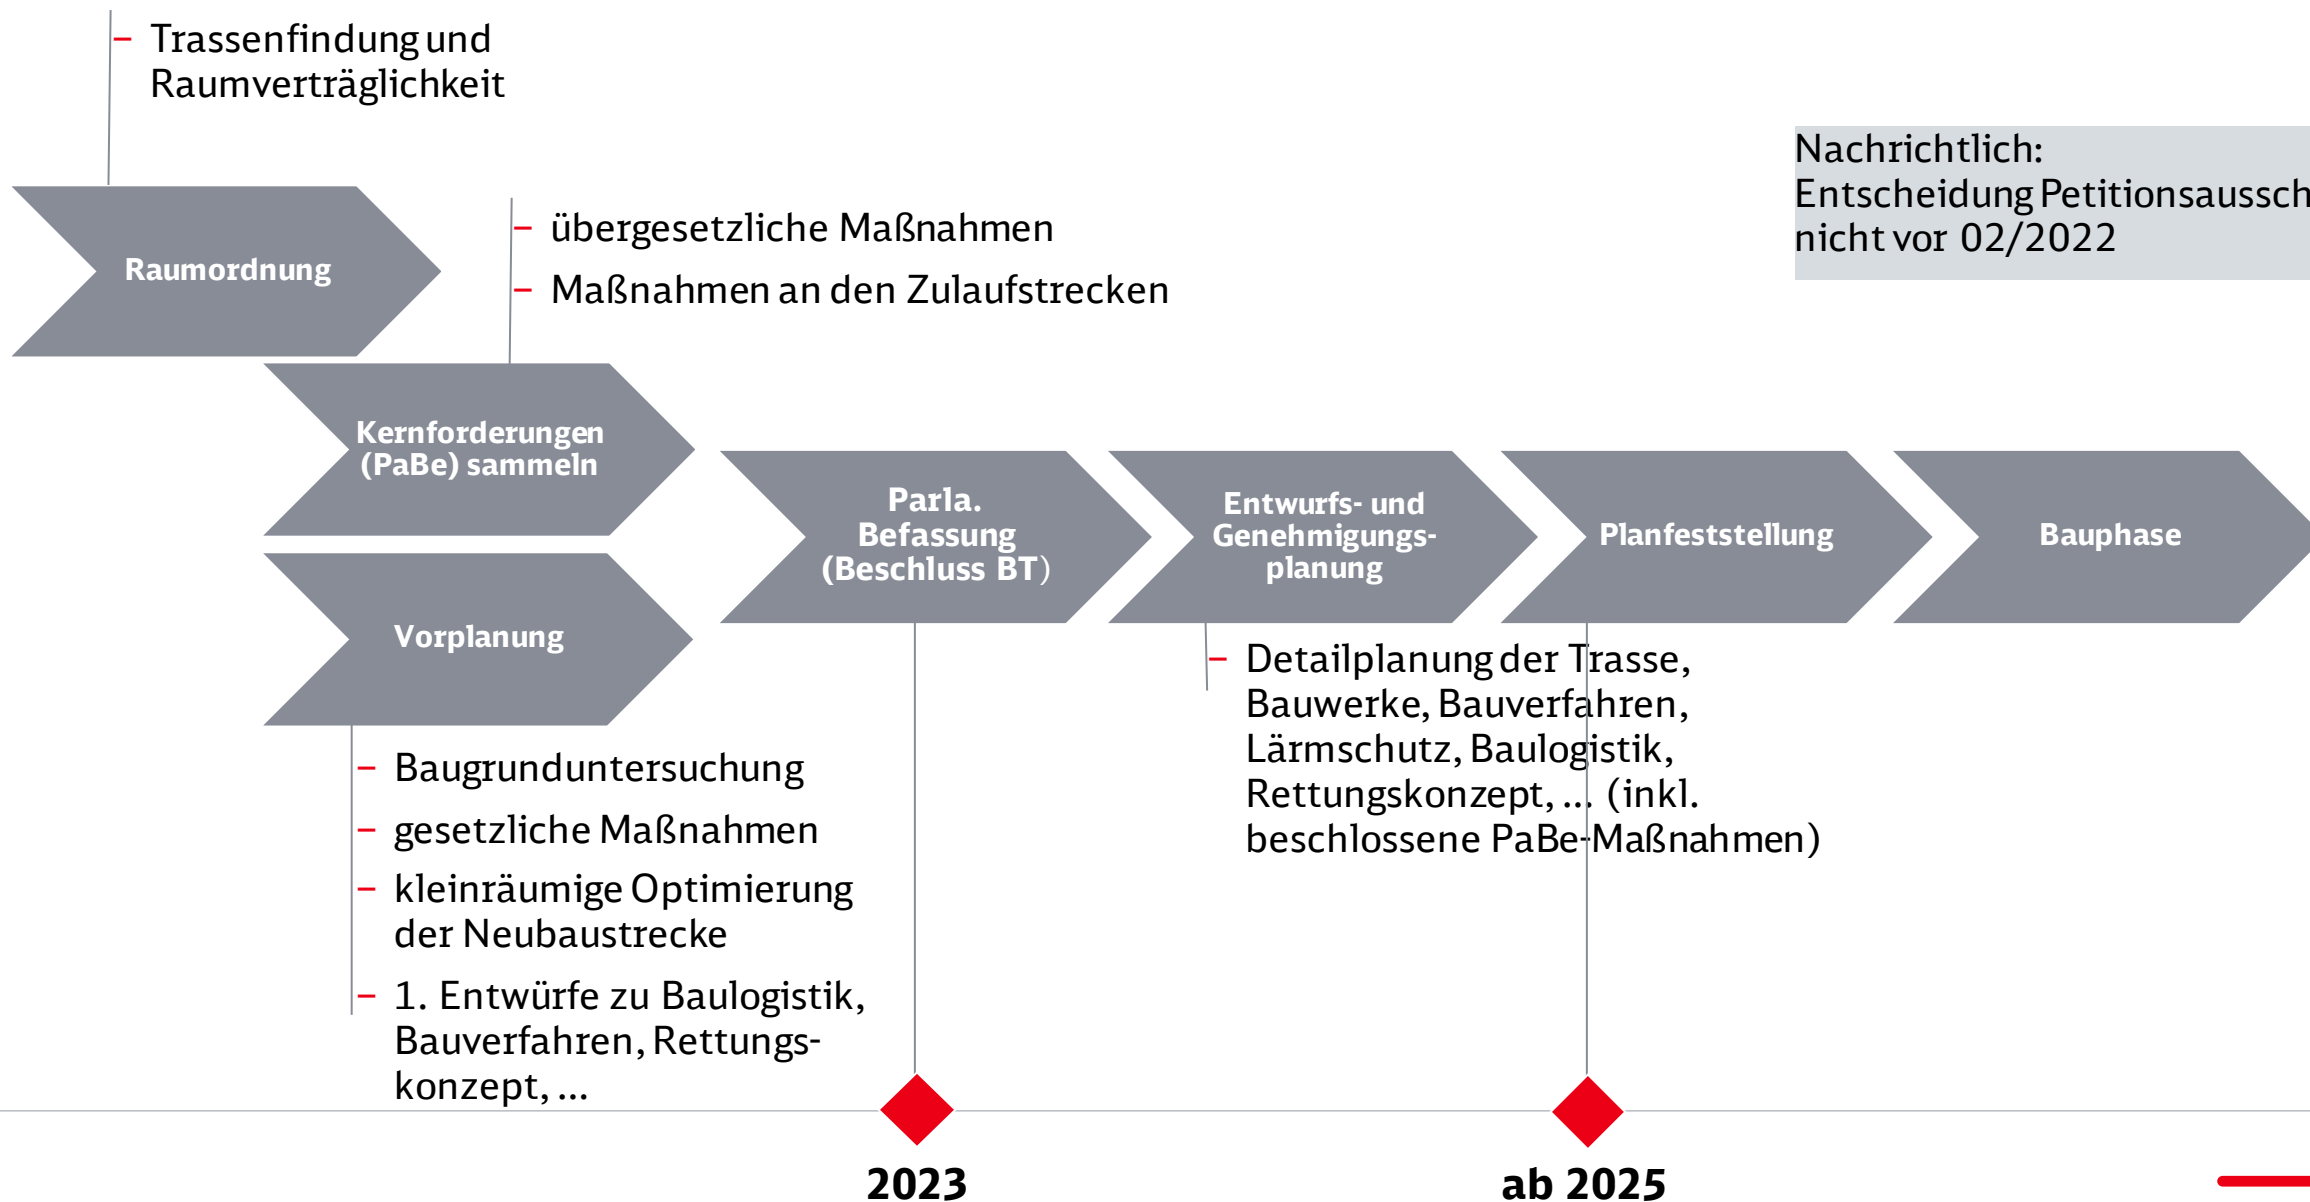 – Trassenfindung und
Raumverträglichkeit
Nachrichtlich:
Entscheidung Petitionsaussch
nicht vor 02/2022
Raumordnung
– übergesetzliche Maßnahmen
– Maßnahmen an den Zulaufstrecken
Kernforderungen
(PaBe) sammeln
Vorplanung
Parla.
Befassung
(Beschluss BT)
Entwurfs- und
Genehmigungs-
planung
Planfeststellung
Bauphase
– Baugrunduntersuchung
– gesetzliche Maßnahmen
– kleinräumige Optimierung
der Neubaustrecke
– 1. Entwürfe zu Baulogistik,
Bauverfahren, Rettungs-
konzept, ...
– Detailplanung der Trasse,
Bauwerke, Bauverfahren,
Lärmschutz, Baulogistik,
Rettungskonzept, ... (inkl.
beschlossene PaBe-Maßnahmen)
2023
ab 2025